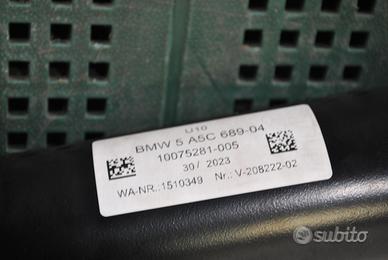 U10
BMW 5 A5C 689-04
10075281-005
30/ 2023
WA-NR.:1510349 Nr.: V-208222-02
subito